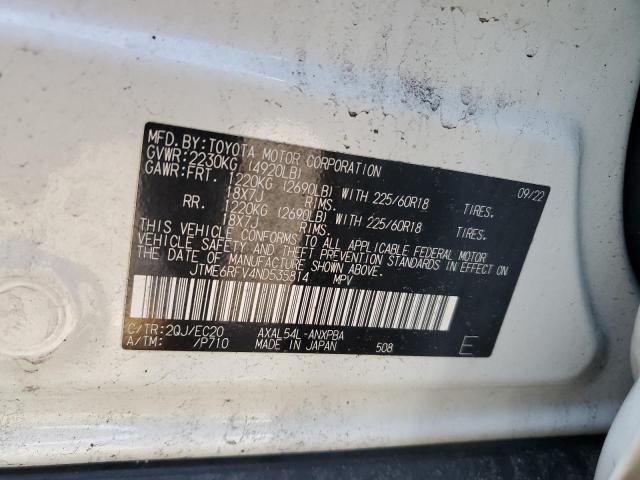 MFD.BY:TOYOTA MOTOR CORPORATION 09/22
GVWR:2230KG (4920LB)
GAWR:FRT. 1220KG (2690LB) WITH 225/60R18 TIRES.
18X7J RIMS.
RR. 1220KG (2690LB) WITH 225/60R18 TIRES.
18X7J RIMS.
THIS VEHICLE CONFORMS TO ALL APPLICABLE FEDERAL MOTOR
VEHICLE SAFETY AND THEFT PREVENTION STANDARDS IN EFFECT ON
THE DATE OF MANUFACTURE SHOWN ABOVE.
JTME6RFV4ND535814 MPV
C/TR:2QJ/EC20 AXAL54L-ANXPBA
A/TM: /P710 MADE IN JAPAN 508 E